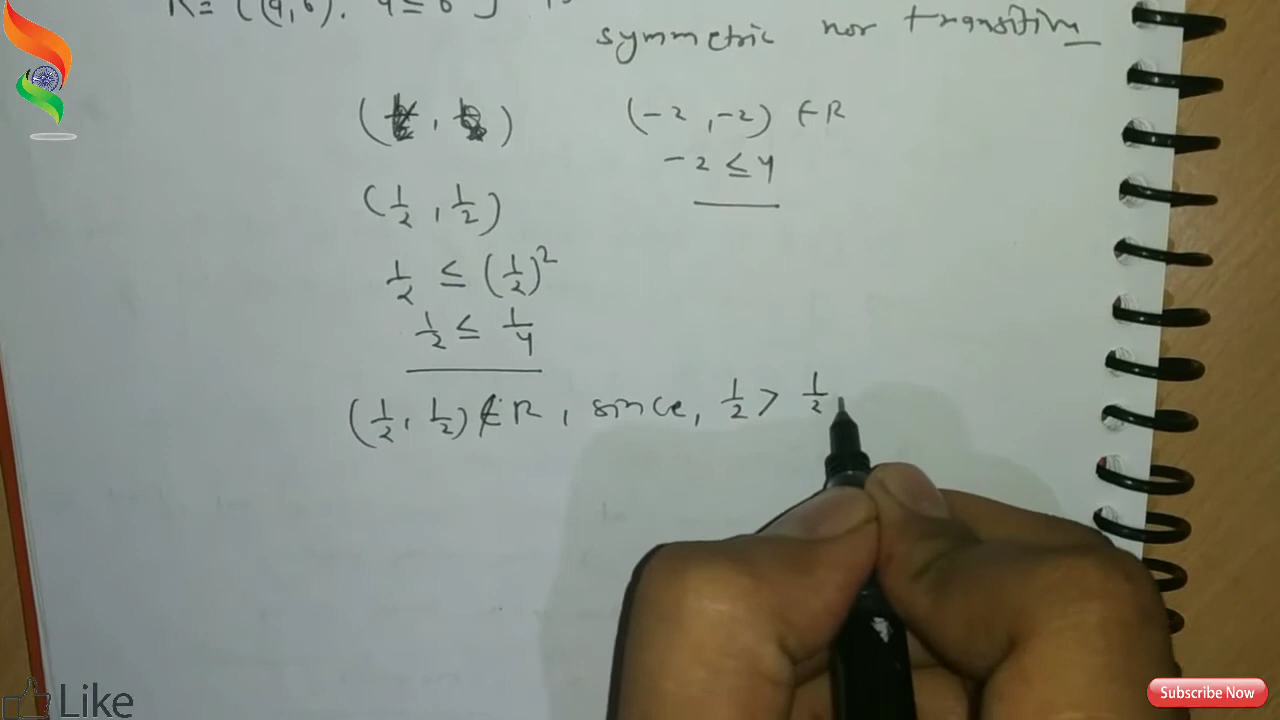 R = {(a, b): a ≤ b
symmetric nor transitive
(-2, -2) ∈ R
-2 ≤ 4
(1/2, 1/2)
1/2 ≤ (1/2)²
1/2 ≤ 1/4
(1/2, 1/2) ∉ R, since, 1/2 > 1/2
Like
Subscribe Now